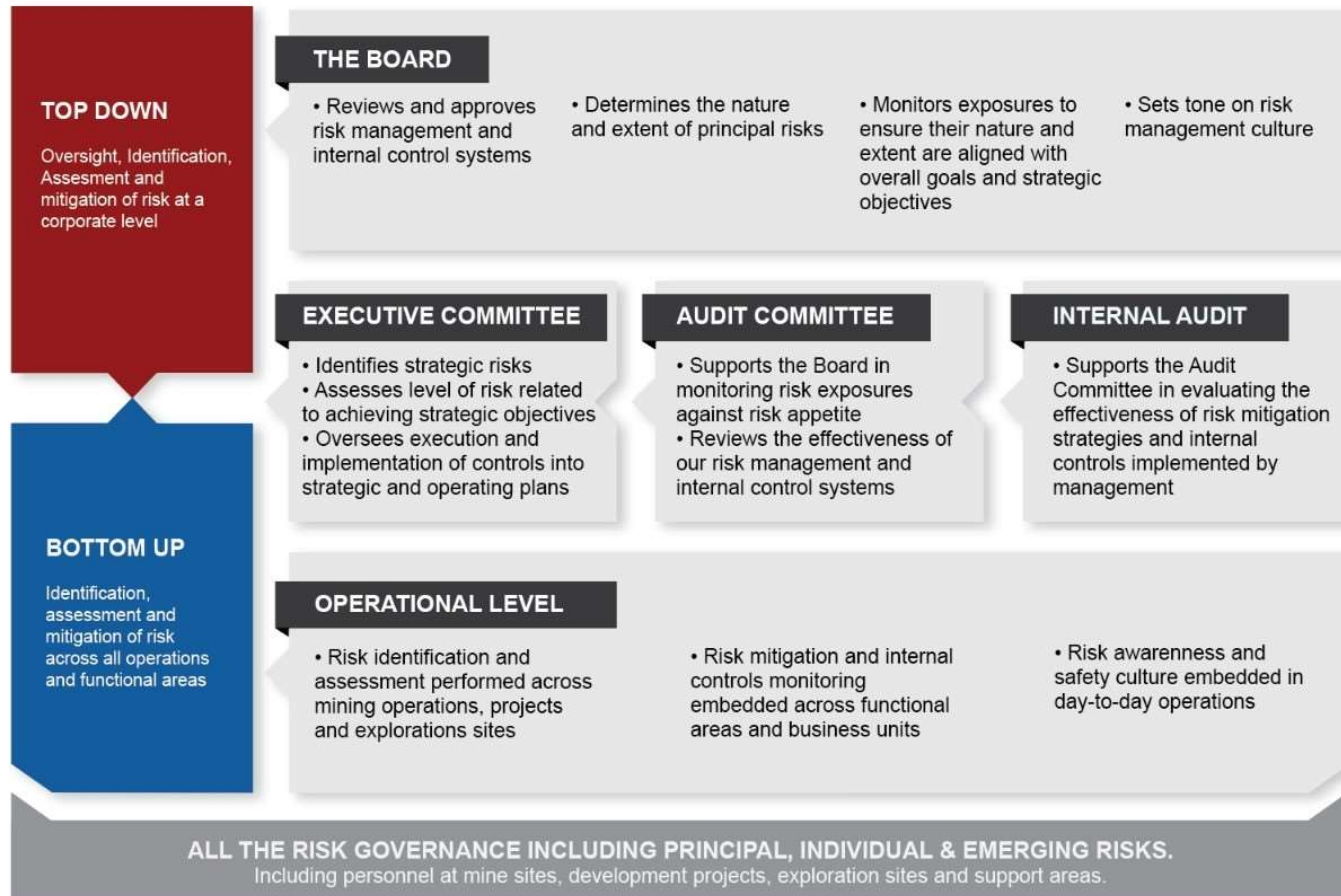 TOP DOWN
Oversight, Identification,
Assesment and
mitigation of risk at a
corporate level
THE BOARD
• Reviews and approves
risk management and
internal control systems
• Determines the nature
and extent of principal risks
• Monitors exposures to
ensure their nature and
extent are aligned with
overall goals and strategic
objectives
• Sets tone on risk
management culture
EXECUTIVE COMMITTEE
• Identifies strategic risks
• Assesses level of risk related
to achieving strategic objectives
• Oversees execution and
implementation of controls into
strategic and operating plans
AUDIT COMMITTEE
• Supports the Board in
monitoring risk exposures
against risk appetite
• Reviews the effectiveness of
our risk management and
internal control systems
INTERNAL AUDIT
• Supports the Audit
Committee in evaluating the
effectiveness of risk mitigation
strategies and internal
controls implemented by
management
BOTTOM UP
Identification,
assessment and
mitigation of risk
across all operations
and functional areas
OPERATIONAL LEVEL
• Risk identification and
assessment performed across
mining operations, projects
and explorations sites
• Risk mitigation and internal
controls monitoring
embedded across functional
areas and business units
• Risk awarenness and
safety culture embedded in
day-to-day operations
ALL THE RISK GOVERNANCE INCLUDING PRINCIPAL, INDIVIDUAL & EMERGING RISKS.
Including personnel at mine sites, development projects, exploration sites and support areas.